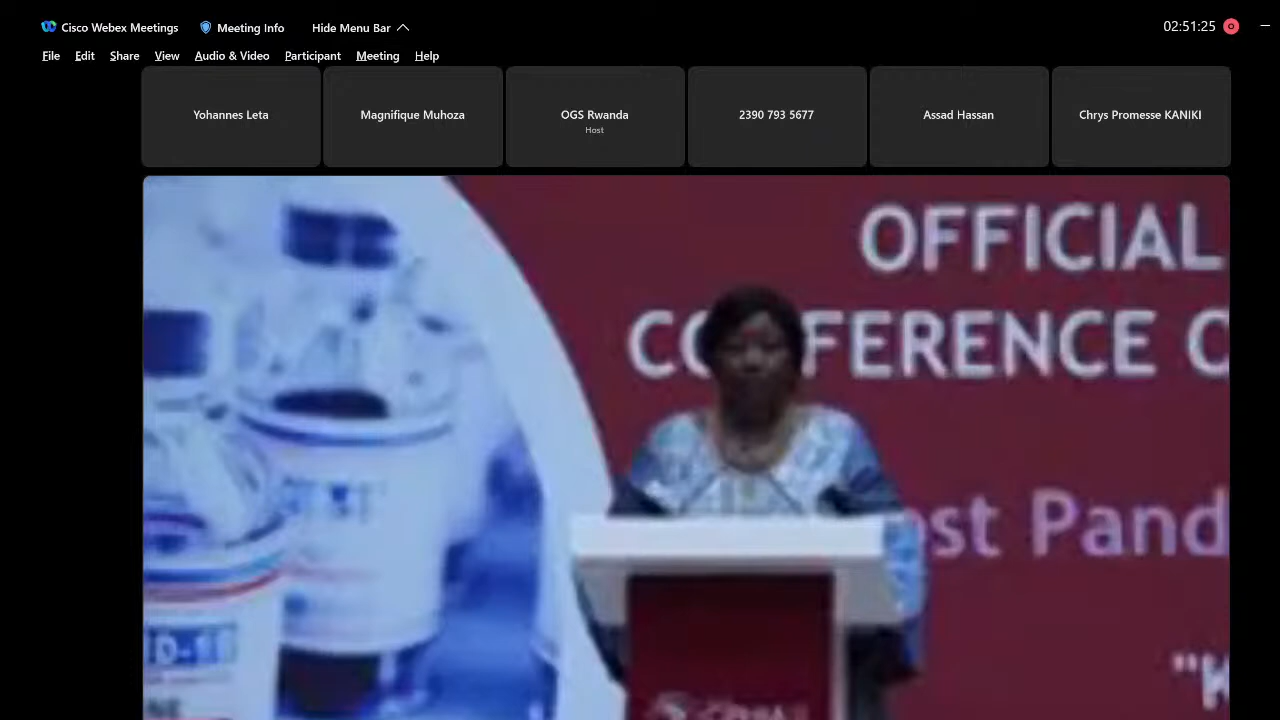 Cisco Webex Meetings Meeting Info Hide Menu Bar 02:51:25
File Edit Share View Audio & Video Participant Meeting Help
Yohannes Leta
Magnifique Muhoza
OGS Rwanda
Host
2390 793 5677
Assad Hassan
Chrys Promesse KANIKI
OFFICIAL
CO FERENCE O
st Pand
"K
D-19
NE